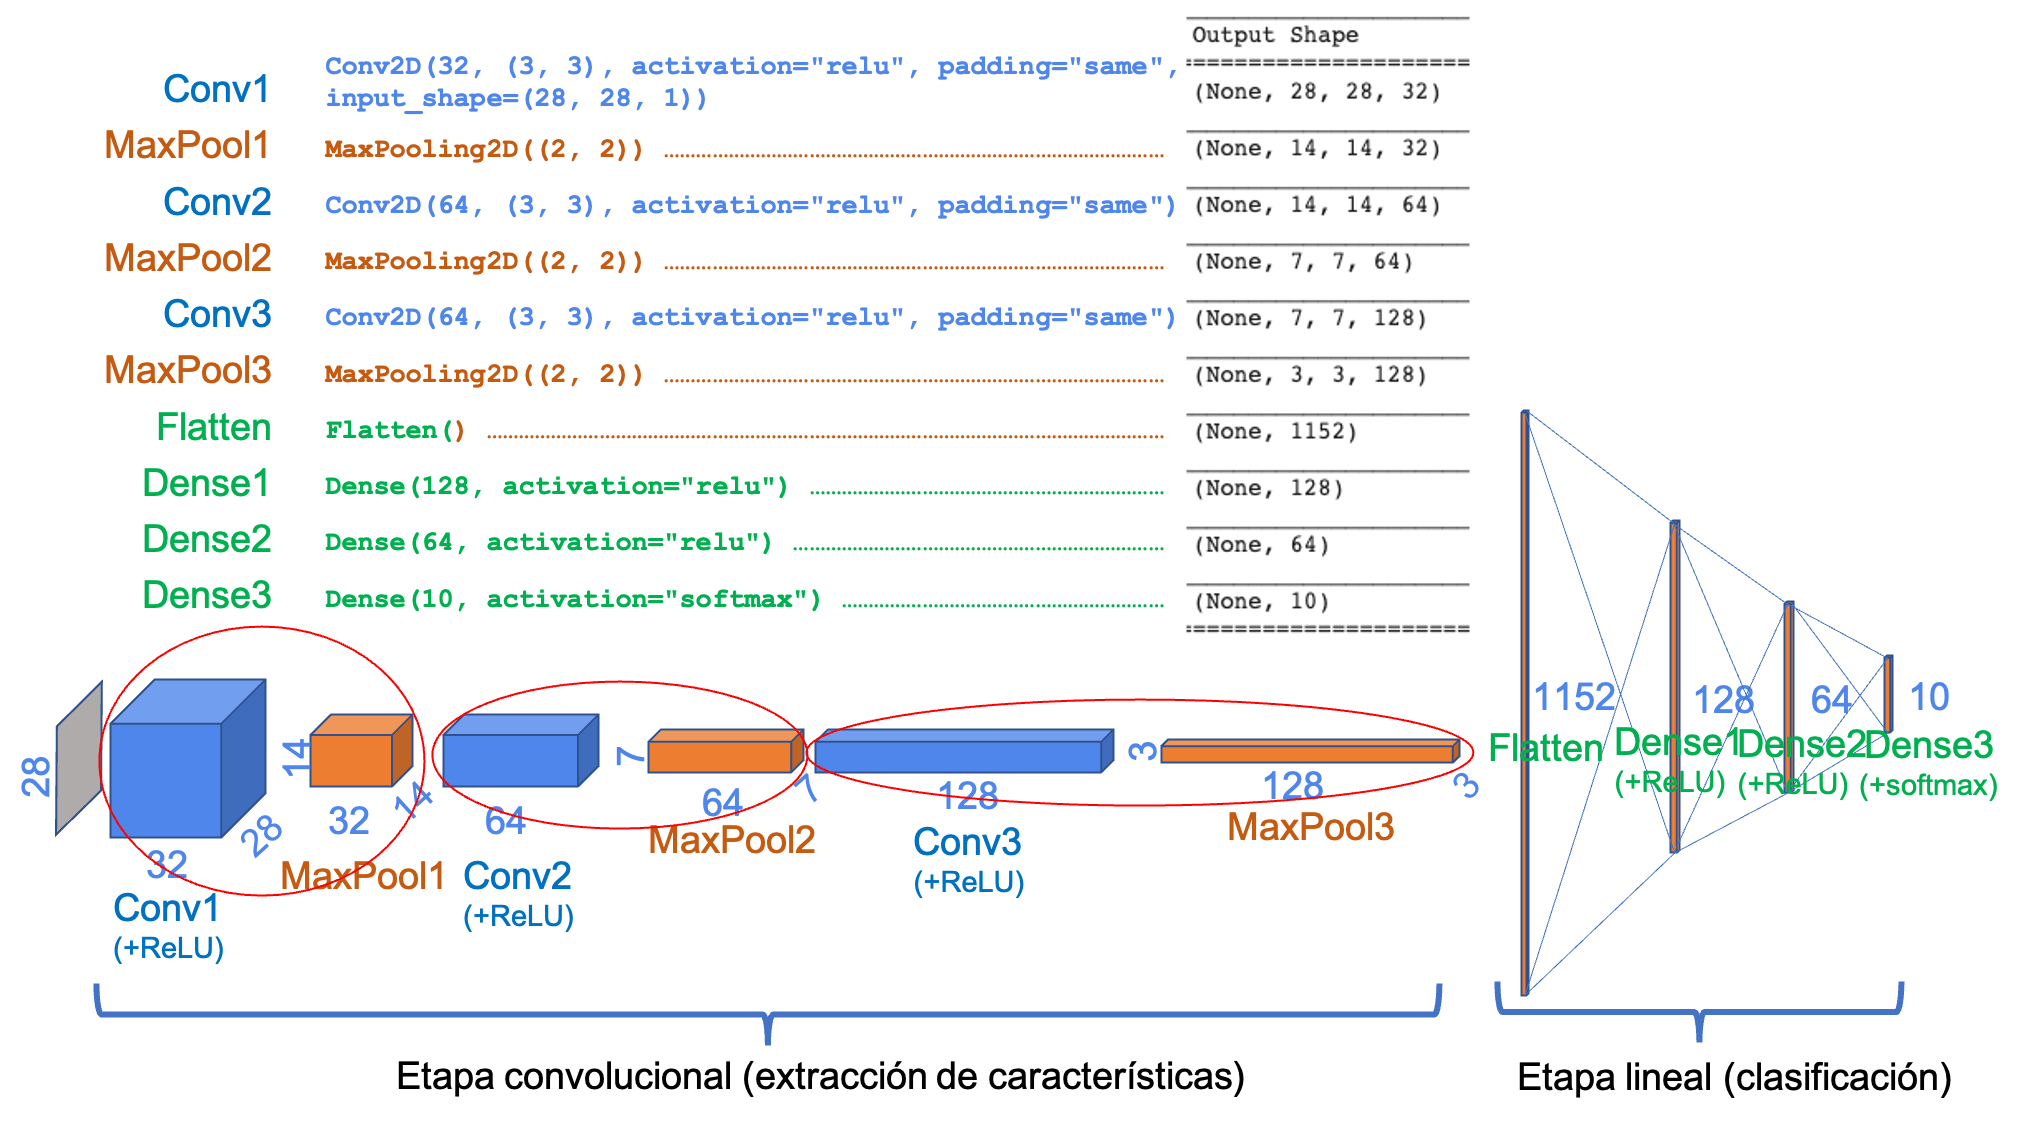 Output Shape
======================
Conv1 Conv2D(32, (3, 3), activation="relu", padding="same",
input_shape=(28, 28, 1)) (None, 28, 28, 32)
MaxPool1 MaxPooling2D((2, 2)) (None, 14, 14, 32)
Conv2 Conv2D(64, (3, 3), activation="relu", padding="same") (None, 14, 14, 64)
MaxPool2 MaxPooling2D((2, 2)) (None, 7, 7, 64)
Conv3 Conv2D(64, (3, 3), activation="relu", padding="same") (None, 7, 7, 128)
MaxPool3 MaxPooling2D((2, 2)) (None, 3, 3, 128)
Flatten Flatten() (None, 1152)
Dense1 Dense(128, activation="relu") (None, 128)
Dense2 Dense(64, activation="relu") (None, 64)
Dense3 Dense(10, activation="softmax") (None, 10)
======================
28
32
28
Conv1
(+ReLU)
14
32
14
MaxPool1
64
Conv2
(+ReLU)
7
64
7
MaxPool2
128
Conv3
(+ReLU)
3
128
3
MaxPool3
1152
Flatten
128
Dense1
(+ReLU)
64
Dense2
(+ReLU)
10
Dense3
(+softmax)
Etapa convolucional (extracción de características)
Etapa lineal (clasificación)